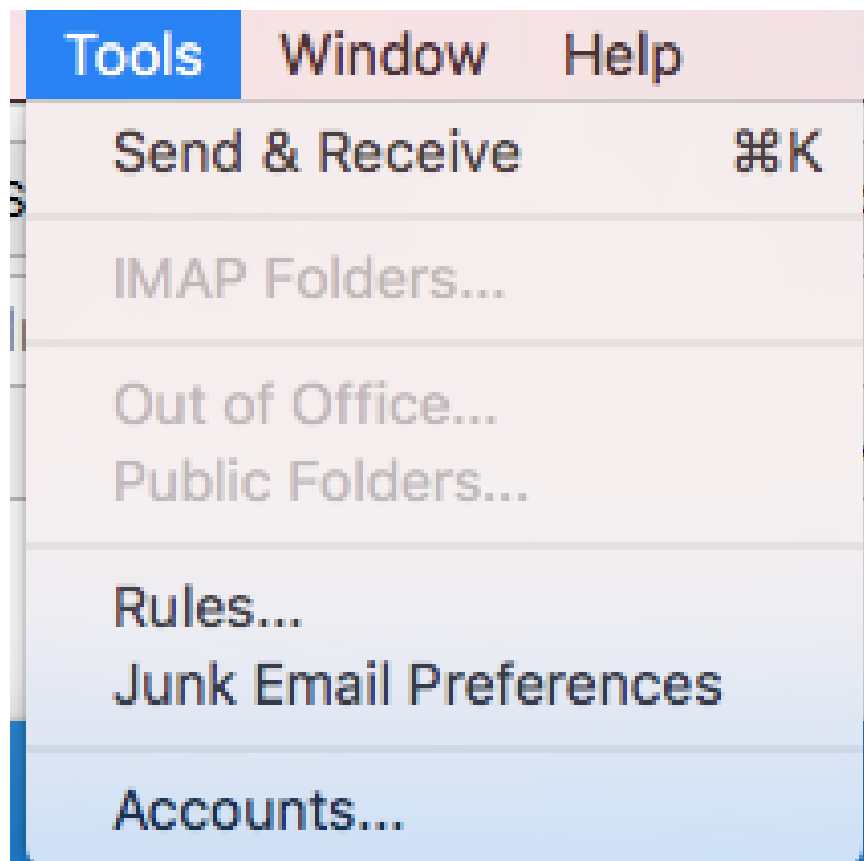 Tools Window Help
Send & Receive ⌘K
IMAP Folders...
Out of Office...
Public Folders...
Rules...
Junk Email Preferences
Accounts...